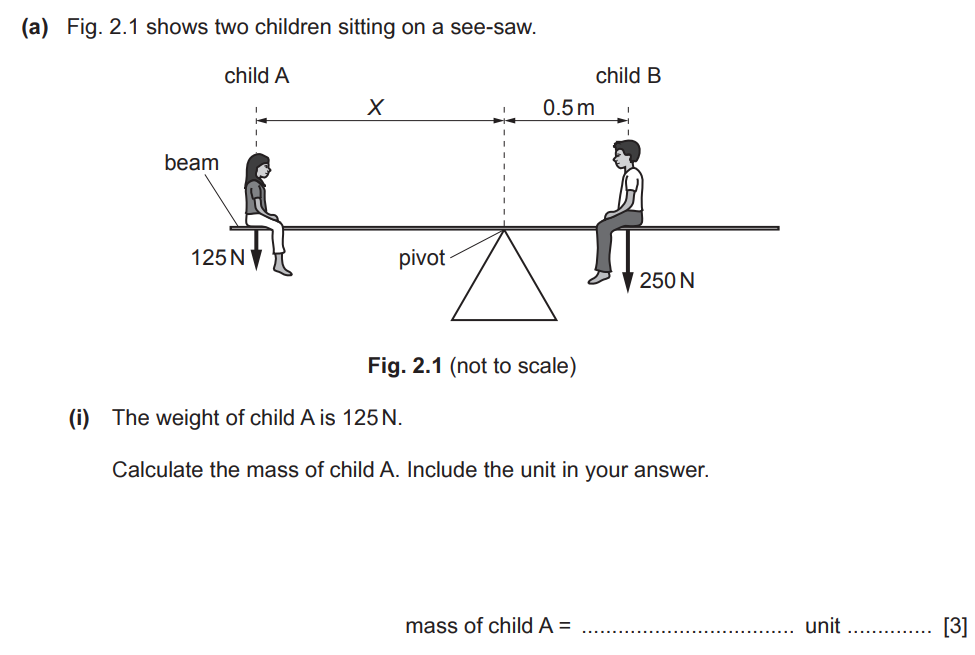 (a) Fig. 2.1 shows two children sitting on a see-saw.
child A
child B
X
0.5 m
beam
125 N
pivot
250 N
Fig. 2.1 (not to scale)
(i) The weight of child A is 125 N.
Calculate the mass of child A. Include the unit in your answer.
mass of child A = ................................... unit .............. [3]